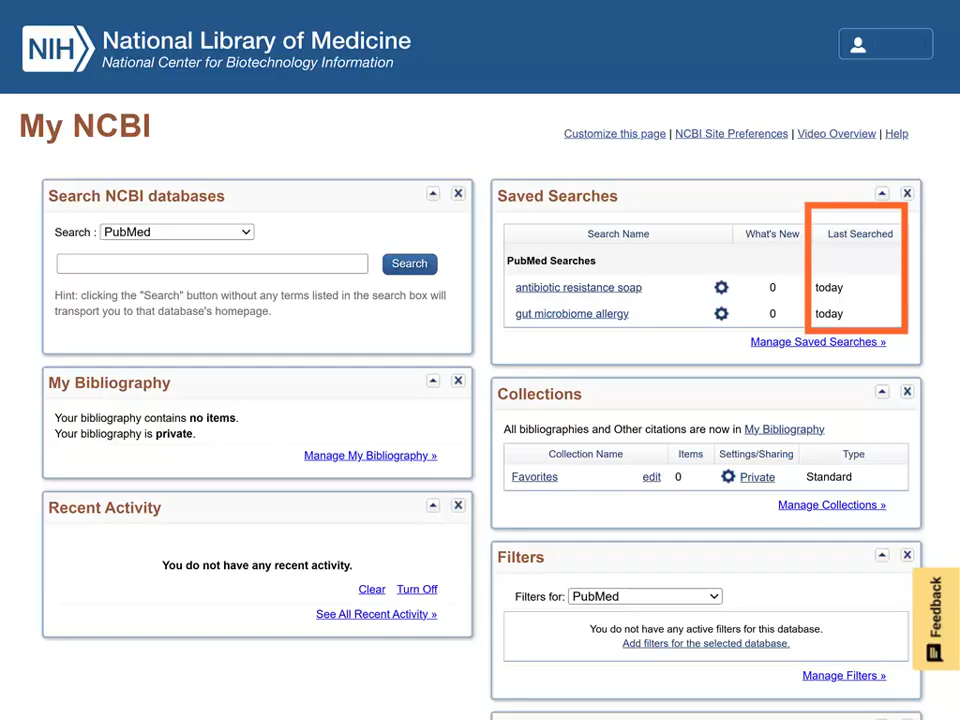 NIH National Library of Medicine
National Center for Biotechnology Information
My NCBI
Customize this page | NCBI Site Preferences | Video Overview | Help
Search NCBI databases
Search : PubMed
Search
Hint: clicking the "Search" button without any terms listed in the search box will
transport you to that database's homepage.
My Bibliography
Your bibliography contains no items.
Your bibliography is private.
Manage My Bibliography »
Recent Activity
You do not have any recent activity.
Clear Turn Off
See All Recent Activity »
Saved Searches
Search Name What's New Last Searched
PubMed Searches
antibiotic resistance soap 0 today
gut microbiome allergy 0 today
Manage Saved Searches »
Collections
All bibliographies and Other citations are now in My Bibliography
Collection Name Items Settings/Sharing Type
Favorites edit 0 Private Standard
Manage Collections »
Filters
Filters for: PubMed
You do not have any active filters for this database.
Add filters for the selected database.
Manage Filters »
Feedback